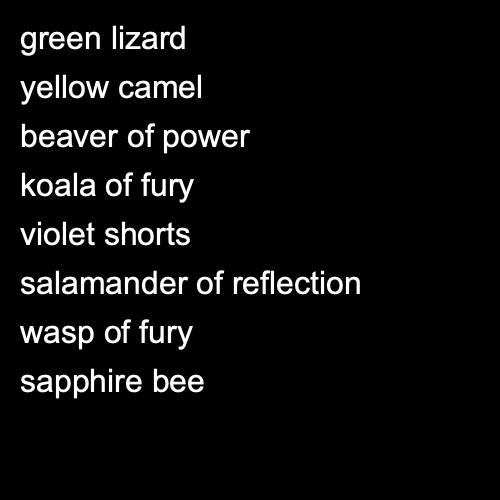 green lizard
yellow camel
beaver of power
koala of fury
violet shorts
salamander of reflection
wasp of fury
sapphire bee